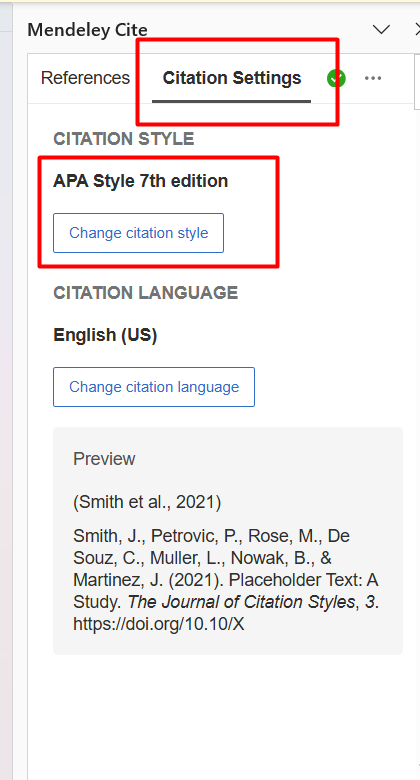 Mendeley Cite
References Citation Settings
CITATION STYLE
APA Style 7th edition
Change citation style
CITATION LANGUAGE
English (US)
Change citation language
Preview
(Smith et al., 2021)
Smith, J., Petrovic, P., Rose, M., De
Souz, C., Muller, L., Nowak, B., &
Martinez, J. (2021). Placeholder Text: A
Study. The Journal of Citation Styles, 3.
https://doi.org/10.10/X